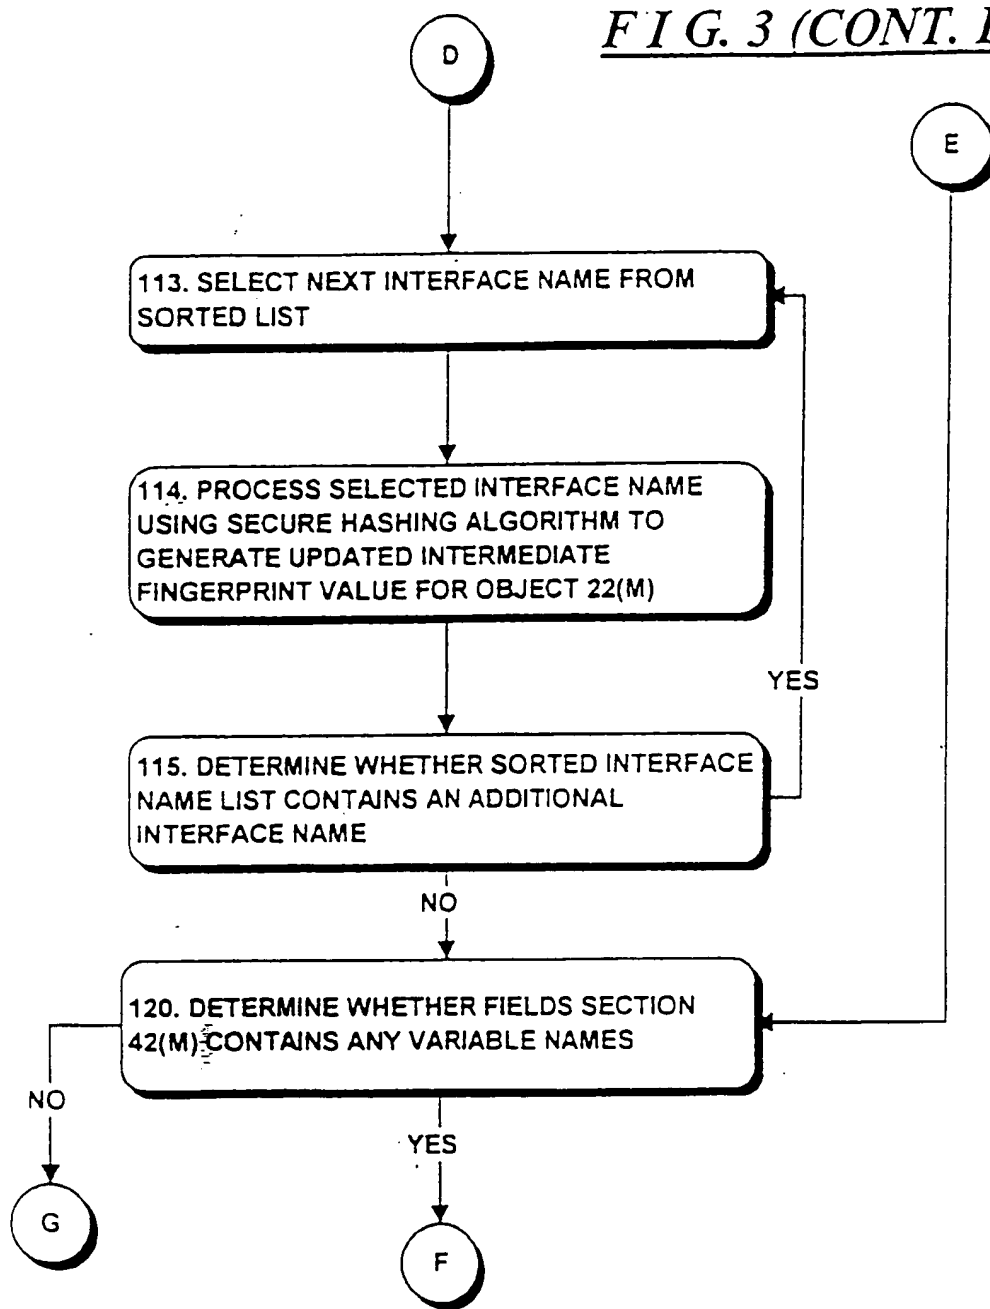 FIG. 3 (CONT.
D
E
113. SELECT NEXT INTERFACE NAME FROM
SORTED LIST
114. PROCESS SELECTED INTERFACE NAME
USING SECURE HASHING ALGORITHM TO
GENERATE UPDATED INTERMEDIATE
FINGERPRINT VALUE FOR OBJECT 22(M)
YES
115. DETERMINE WHETHER SORTED INTERFACE
NAME LIST CONTAINS AN ADDITIONAL
INTERFACE NAME
NO
120. DETERMINE WHETHER FIELDS SECTION
42(M) CONTAINS ANY VARIABLE NAMES
NO
YES
G
F